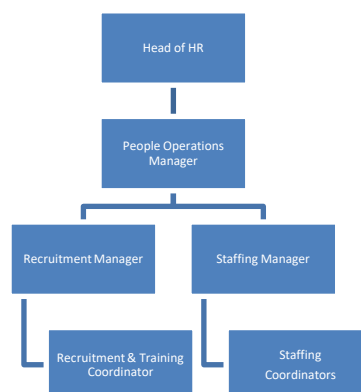 Head of HR
People Operations
Manager
Recruitment Manager
Staffing Manager
Recruitment & Training
Coordinator
Staffing
Coordinators